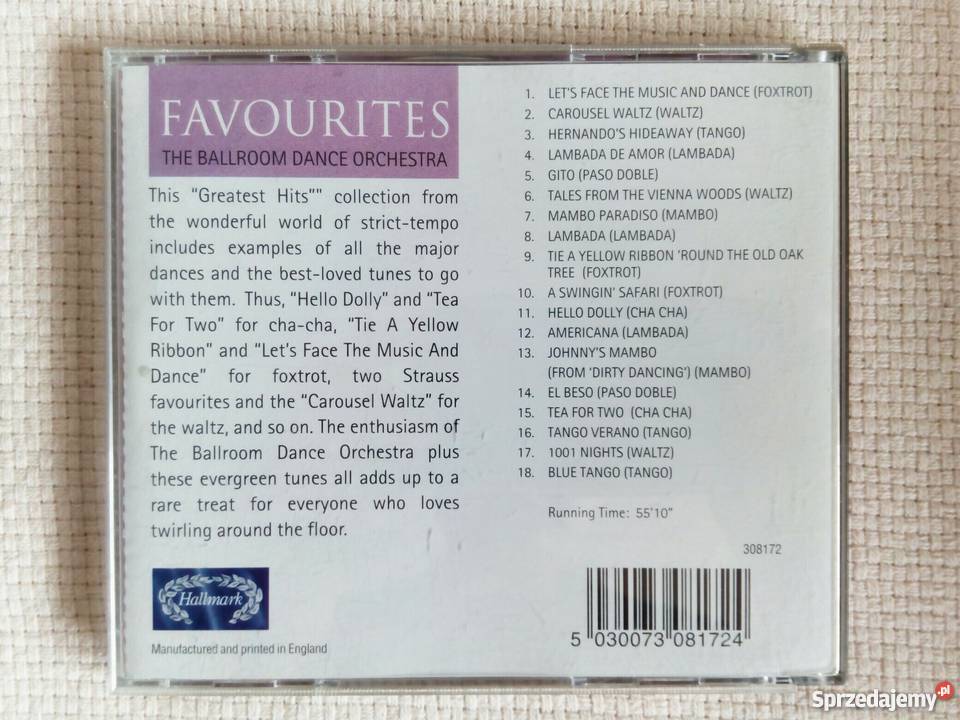 FAVOURITES
THE BALLROOM DANCE ORCHESTRA
This “Greatest Hits”” collection from
the wonderful world of strict-tempo
includes examples of all the major
dances and the best-loved tunes to go
with them. Thus, “Hello Dolly” and “Tea
For Two” for cha-cha, “Tie A Yellow
Ribbon” and “Let’s Face The Music And
Dance” for foxtrot, two Strauss
favourites and the “Carousel Waltz” for
the waltz, and so on. The enthusiasm of
The Ballroom Dance Orchestra plus
these evergreen tunes all adds up to a
rare treat for everyone who loves
twirling around the floor.
Hallmark
Manufactured and printed in England
1. LET'S FACE THE MUSIC AND DANCE (FOXTROT)
2. CAROUSEL WALTZ (WALTZ)
3. HERNANDO'S HIDEAWAY (TANGO)
4. LAMBADA DE AMOR (LAMBADA)
5. GITO (PASO DOBLE)
6. TALES FROM THE VIENNA WOODS (WALTZ)
7. MAMBO PARADISO (MAMBO)
8. LAMBADA (LAMBADA)
9. TIE A YELLOW RIBBON 'ROUND THE OLD OAK
TREE (FOXTROT)
10. A SWINGIN' SAFARI (FOXTROT)
11. HELLO DOLLY (CHA CHA)
12. AMERICANA (LAMBADA)
13. JOHNNY'S MAMBO
(FROM 'DIRTY DANCING') (MAMBO)
14. EL BESO (PASO DOBLE)
15. TEA FOR TWO (CHA CHA)
16. TANGO VERANO (TANGO)
17. 1001 NIGHTS (WALTZ)
18. BLUE TANGO (TANGO)
Running Time: 55'10"
308172
5 030073 081724
Sprzedajemy.pl